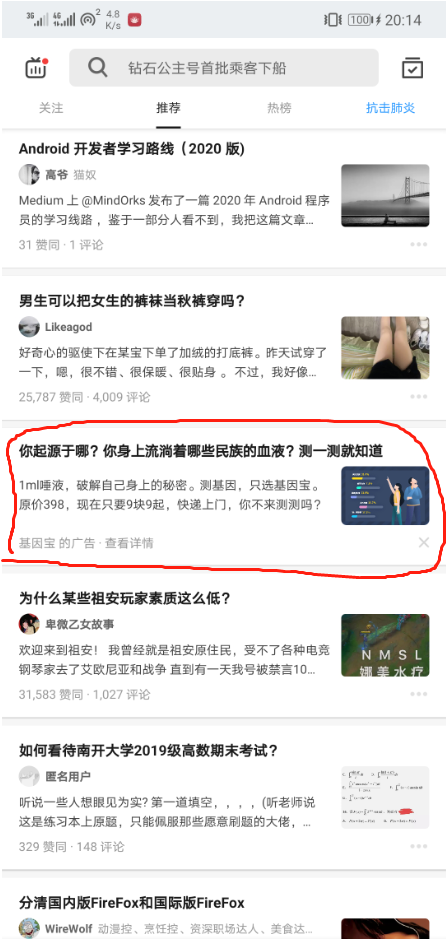 3G 4G 2 4.8 K/s 100 20:14
钻石公主号首批乘客下船
关注 推荐 热榜 抗击肺炎
Android 开发者学习路线（2020 版)
高爷 猫奴
Medium 上 @MindOrks 发布了一篇 2020 年 Android 程序
员的学习线路 ，鉴于一部分人看不到，我把这篇文章...
31 赞同 · 1 评论
男生可以把女生的裤袜当秋裤穿吗？
Likeagod
好奇心的驱使下在某宝下单了加绒的打底裤。昨天试穿了
一下，嗯，很不错、很保暖、很贴身 。不过，我好像...
25,787 赞同 · 4,009 评论
你起源于哪？你身上流淌着哪些民族的血液？测一测就知道
1ml唾液，破解自己身上的秘密。测基因，只选基因宝。
原价398，现在只要9块9起，快递上门，你不来测测吗？
基因宝 的广告 · 查看详情
为什么某些祖安玩家素质这么低？
卑微乙女故事
欢迎来到祖安！ 我曾经就是祖安原住民，受不了各种电竞
钢琴家去了艾欧尼亚和战争 直到有一天我号被禁言10...
NMSL
娜美水疗
31,583 赞同 · 1,027 评论
如何看待南开大学2019级高数期末考试？
匿名用户
听说一些人想眼见为实? 第一道填空，，，，(听老师说
这是练习本上原题，只能佩服那些愿意刷题的大佬，...
329 赞同 · 148 评论
分清国内版FireFox和国际版FireFox
WireWolf 动漫控、烹饪控、资深职场达人、美食达...